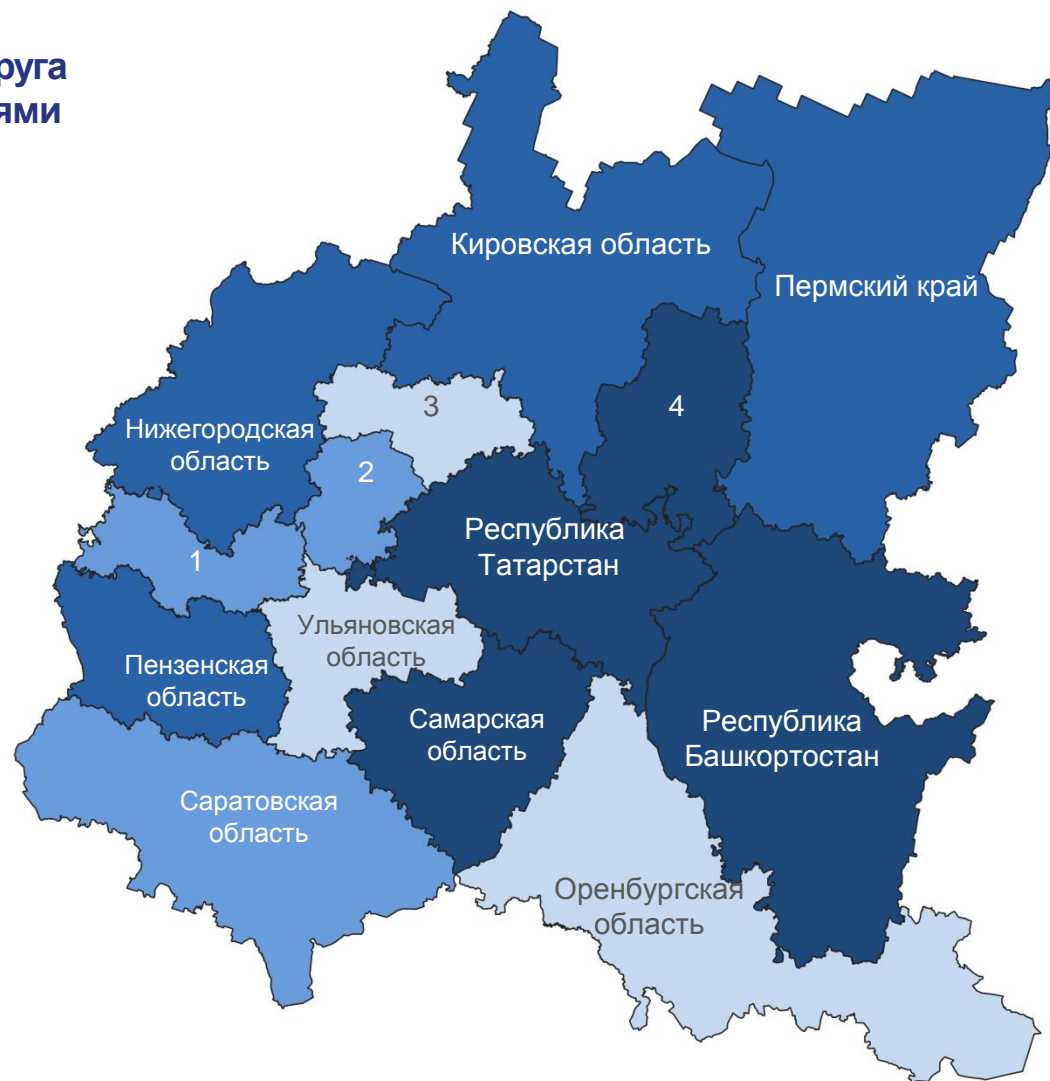 руга
ями
Кировская область
Пермский край
3
4
Нижегородская
область
2
Республика
Татарстан
1
Ульяновская
область
Пензенская
область
Самарская
область
Республика
Башкортостан
Саратовская
область
Оренбургская
область